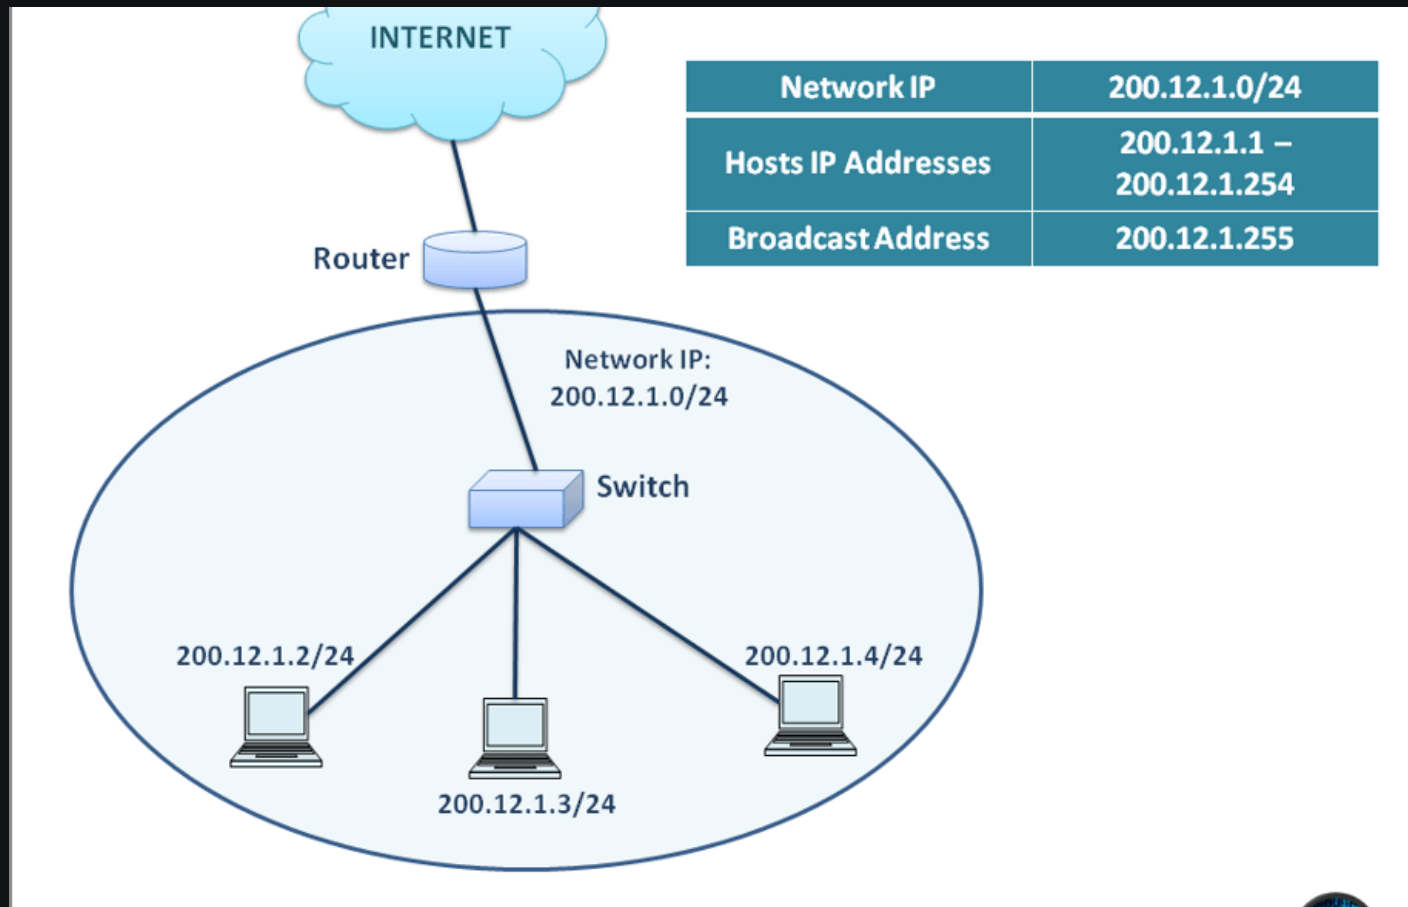 INTERNET
Network IP
200.12.1.0/24
Hosts IP Addresses
200.12.1.1 –
200.12.1.254
Broadcast Address
200.12.1.255
Router
Network IP:
200.12.1.0/24
Switch
200.12.1.2/24
200.12.1.4/24
200.12.1.3/24